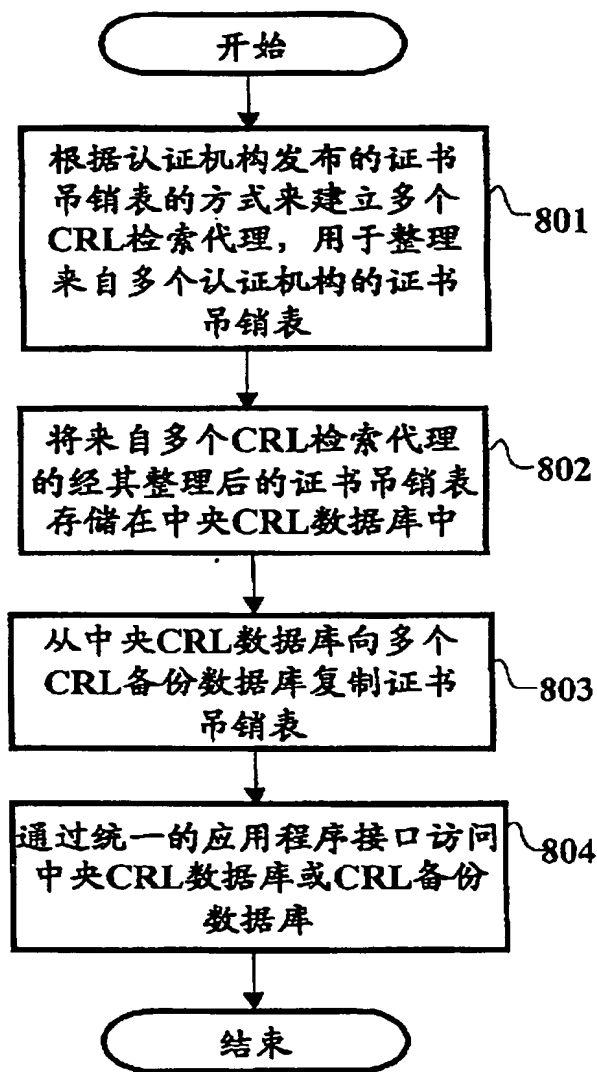 开始
根据认证机构发布的证书
吊销表的方式来建立多个
CRL检索代理，用于整理
来自多个认证机构的证书
吊销表
801
将来自多个CRL检索代理
的经其整理后的证书吊销表
存储在中央CRL数据库中
802
从中央CRL数据库向多个
CRL备份数据库复制证书
吊销表
803
通过统一的应用程序接口访问
中央CRL数据库或CRL备份
数据库
804
结束